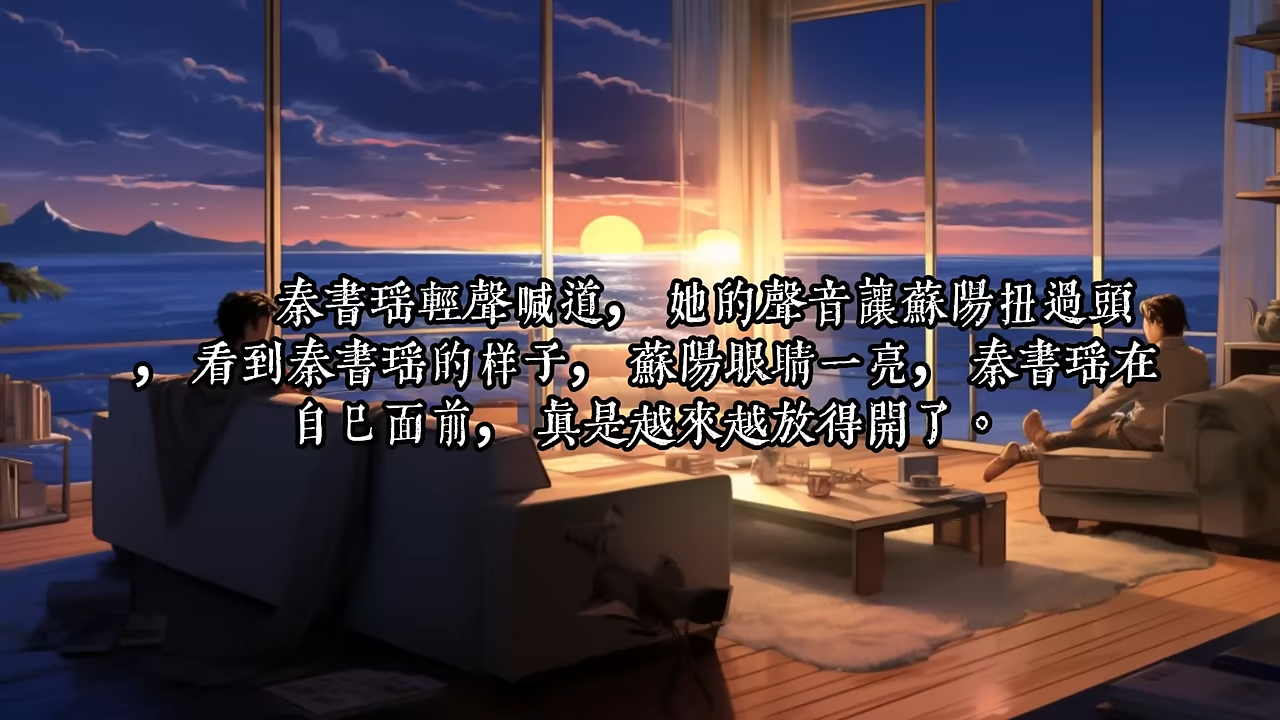 秦書瑶輕聲喊道，她的聲音讓蘇陽扭過頭
，看到秦書瑶的样子，蘇陽眼睛一亮，秦書瑶在
自已面前，真是越來越放得開了。